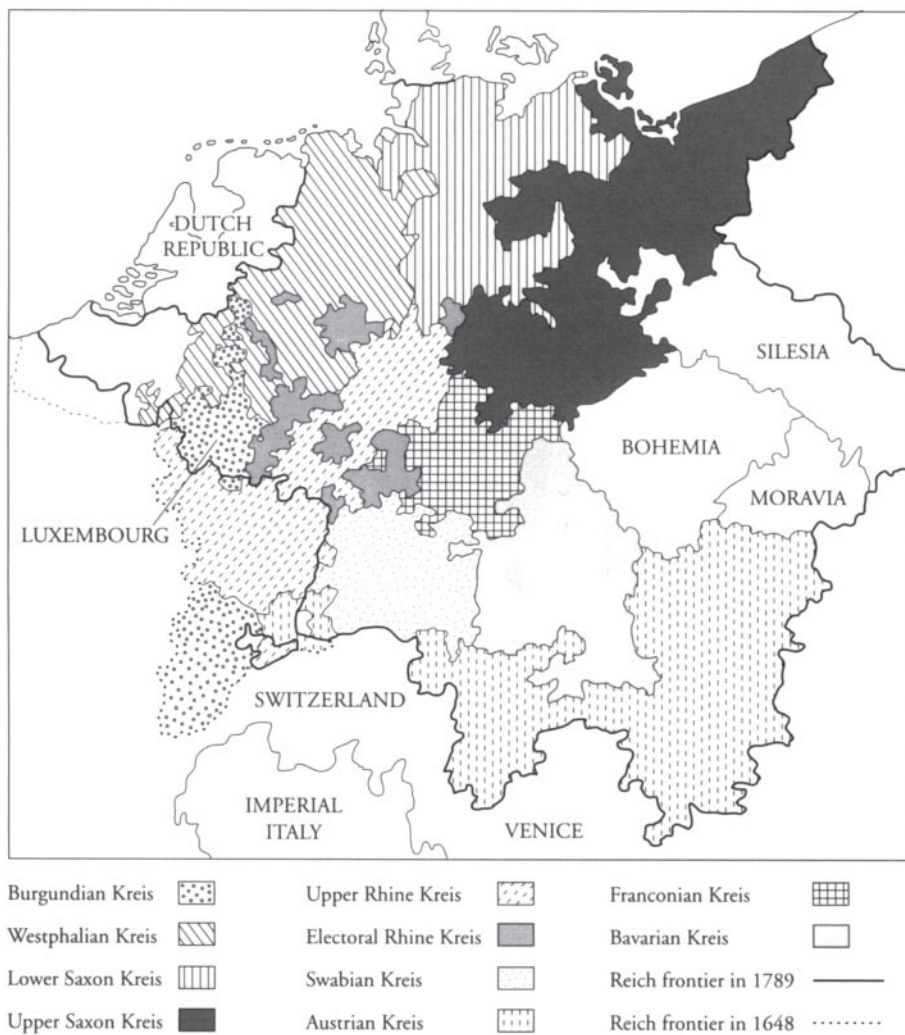 DUTCH
REPUBLIC
SILESIA
BOHEMIA
MORAVIA
LUXEMBOURG
SWITZERLAND
IMPERIAL
ITALY
VENICE
Burgundian Kreis
Upper Rhine Kreis
Franconian Kreis
Westphalian Kreis
Electoral Rhine Kreis
Bavarian Kreis
Lower Saxon Kreis
Swabian Kreis
Reich frontier in 1789
Upper Saxon Kreis
Austrian Kreis
Reich frontier in 1648